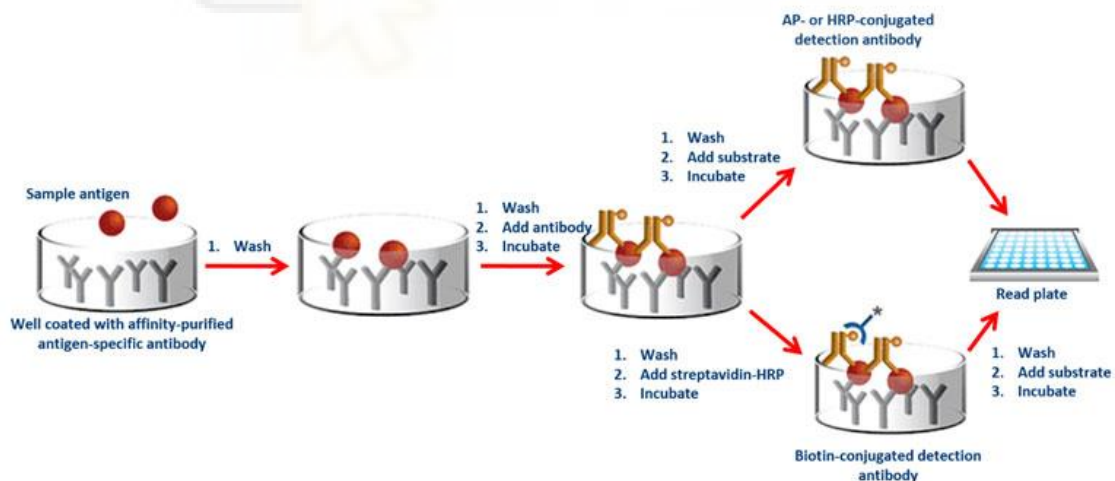 AP- or HRP-conjugated
detection antibody
Sample antigen
1. Wash
Well coated with affinity-purified
antigen-specific antibody
1. Wash
2. Add antibody
3. Incubate
1. Wash
2. Add substrate
3. Incubate
1. Wash
2. Add streptavidin-HRP
3. Incubate
*
Biotin-conjugated detection
antibody
1. Wash
2. Add substrate
3. Incubate
Read plate